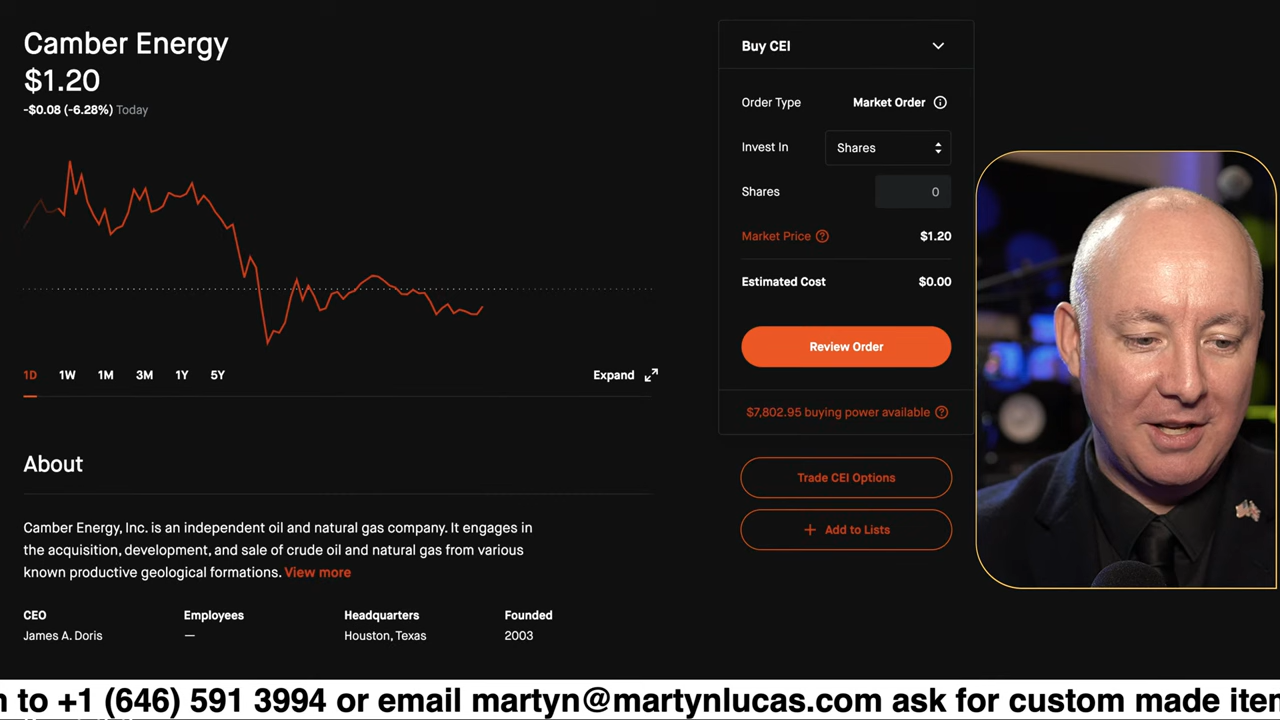 Camber Energy
$1.20
-$0.08 (-6.28%) Today
1D 1W 1M 3M 1Y 5Y
Expand
About
Camber Energy, Inc. is an independent oil and natural gas company. It engages in
the acquisition, development, and sale of crude oil and natural gas from various
known productive geological formations. View more
CEO Employees Headquarters Founded
James A. Doris — Houston, Texas 2003
Buy CEI
Order Type Market Order
Invest In Shares
Shares 0
Market Price $1.20
Estimated Cost $0.00
Review Order
$7,802.95 buying power available
Trade CEI Options
+ Add to Lists
to +1 (646) 591 3994 or email martyn@martynlucas.com ask for custom made